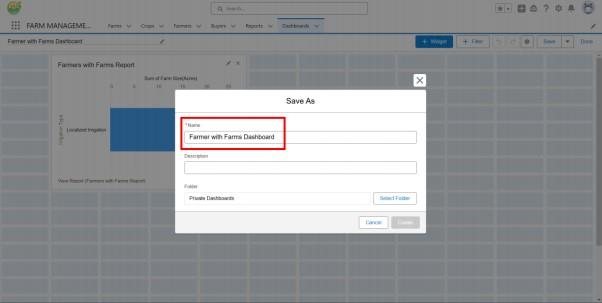 Search...
FARM MANAGEME...
Farms
Crops
Farmers
Buyers
Reports
Dashboards
Farmer with Farms Dashboard
+ Widget
+ Filter
Save
Done
Farmers with Farms Report
Sum of Farm Size(Acres)
0 5 10 15 20 25
Irrigation Type
Localized Irrigation
View Report (Farmers with Farms Report)
Save As
*Name
Farmer with Farms Dashboard
Description
Folder
Private Dashboards
Select Folder
Cancel
Create